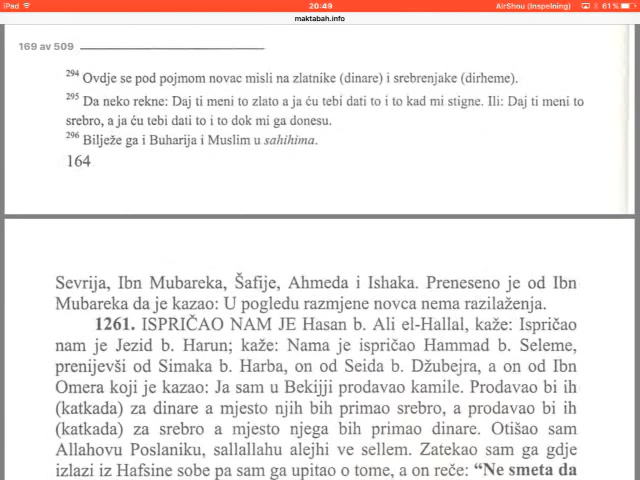 iPad
20:49
AirShou (Inspelning)
61%
maktabah.info
169 av 509
294 Ovdje se pod pojmom novac misli na zlatnike (dinare) i srebrenjake (dirheme).
295 Da neko rekne: Daj ti meni to zlato a ja ću tebi dati to i to kad mi stigne. Ili: Daj ti meni to
srebro, a ja ću tebi dati to i to dok mi ga donesu.
296 Bilježe ga i Buharija i Muslim u sahihima.
164
Sevrija, Ibn Mubareka, Šafije, Ahmeda i Ishaka. Preneseno je od Ibn
Mubareka da je kazao: U pogledu razmjene novca nema razilaženja.
1261. ISPRIČAO NAM JE Hasan b. Ali el-Hallal, kaže: Ispričao
nam je Jezid b. Harun; kaže: Nama je ispričao Hammad b. Seleme,
prenijevši od Simaka b. Harba, on od Seida b. Džubejra, a on od Ibn
Omera koji je kazao: Ja sam u Bekijji prodavao kamile. Prodavao bi ih
(katkada) za dinare a mjesto njih bih primao srebro, a prodavao bi ih
(katkada) za srebro a mjesto njega bih primao dinare. Otišao sam
Allahovu Poslaniku, sallallahu alejhi ve sellem. Zatekao sam ga gdje
izlazi iz Hafsine sobe pa sam ga upitao o tome, a on reče: “Ne smeta da